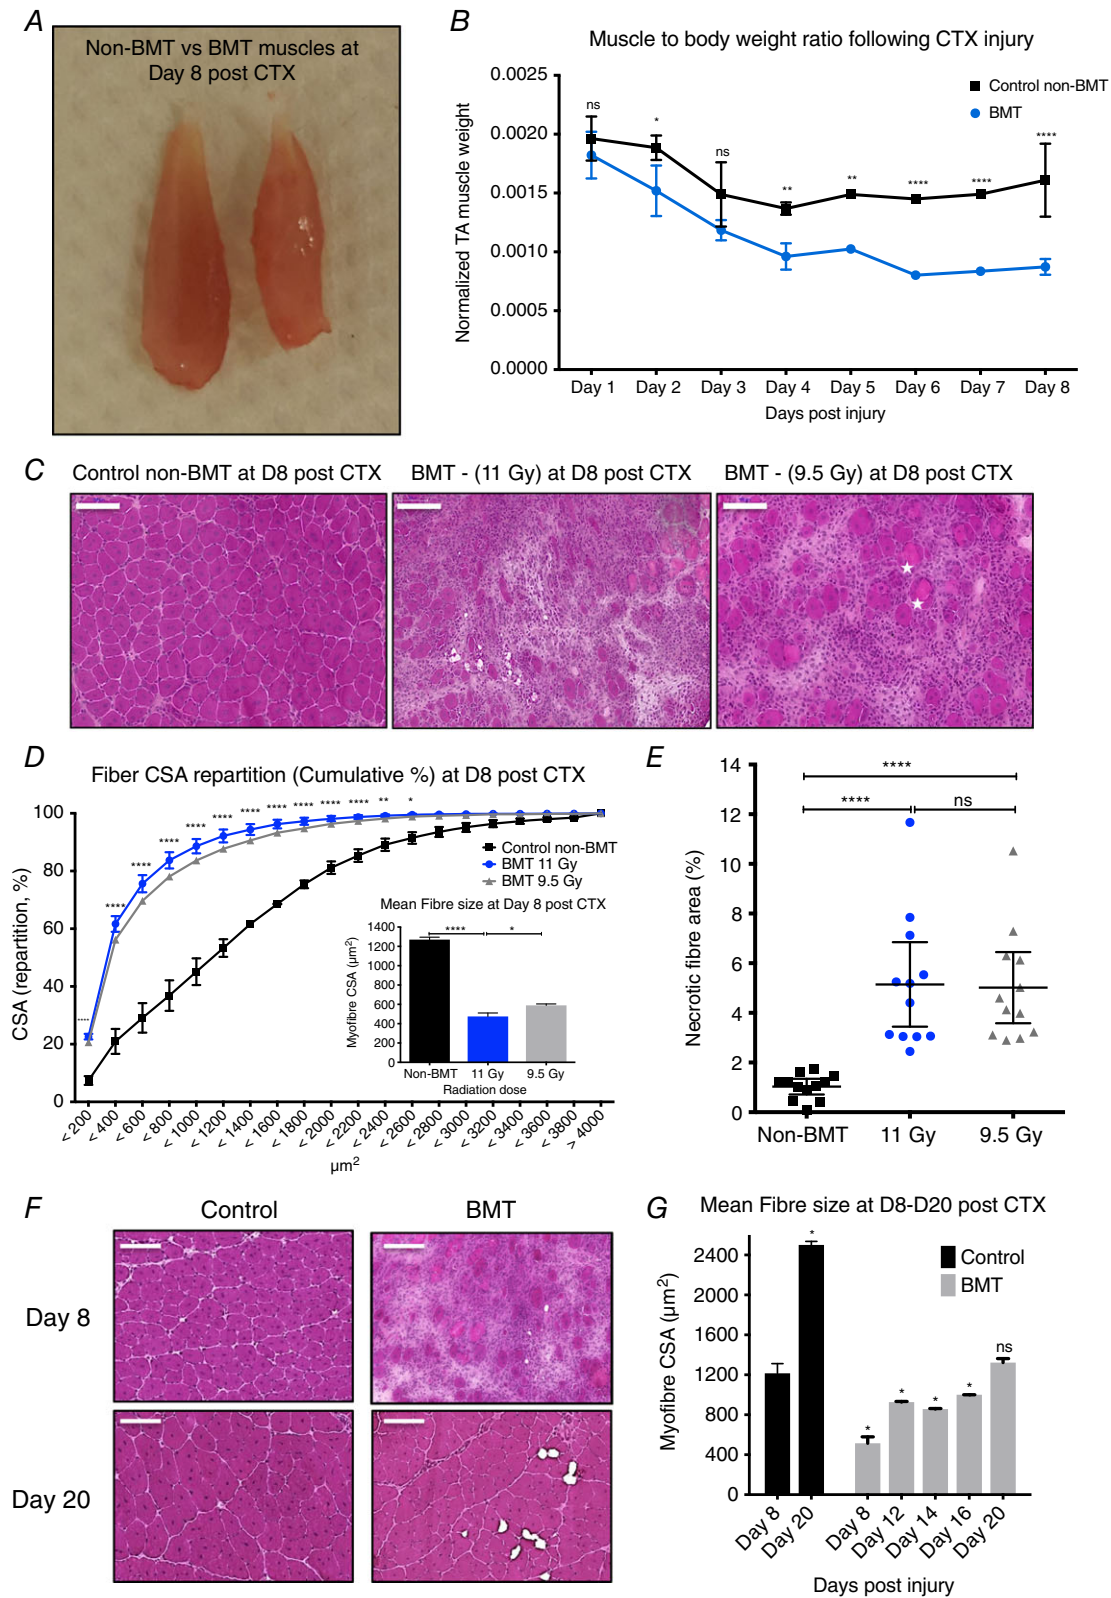 A
Non-BMT vs BMT muscles at
Day 8 post CTX
B
Muscle to body weight ratio following CTX injury
Normalized TA muscle weight
0.0025
0.0020
0.0015
0.0010
0.0005
0.0000
Control non-BMT
BMT
ns
*
ns
**
**
****
****
****
Day 1 Day 2 Day 3 Day 4 Day 5 Day 6 Day 7 Day 8
Days post injury
C
Control non-BMT at D8 post CTX
BMT - (11 Gy) at D8 post CTX
BMT - (9.5 Gy) at D8 post CTX
D
Fiber CSA repartition (Cumulative %) at D8 post CTX
CSA (repartition, %)
100
80
60
40
20
0
****
****
****
****
****
****
****
****
****
****
****
**
*
Control non-BMT
BMT 11 Gy
BMT 9.5 Gy
Mean Fibre size at Day 8 post CTX
Myofibre CSA (µm²)
1400
1200
1000
800
600
400
200
0
****
*
Non-BMT 11 Gy 9.5 Gy
Radiation dose
< 200 < 400 < 600 < 800 < 1000 < 1200 < 1400 < 1600 < 1800 < 2000 < 2200 < 2400 < 2600 < 2800 < 3000 < 3200 < 3400 < 3600 < 3800 > 4000
µm²
E
Necrotic fibre area (%)
14
12
10
8
6
4
2
0
****
****
ns
Non-BMT 11 Gy 9.5 Gy
F
Control
BMT
Day 8
Day 20
G
Mean Fibre size at D8-D20 post CTX
Myofibre CSA (µm²)
2400
2000
1600
1200
800
400
0
Control
BMT
*
*
*
*
*
ns
Day 8 Day 20 Day 8 Day 12 Day 14 Day 16 Day 20
Days post injury